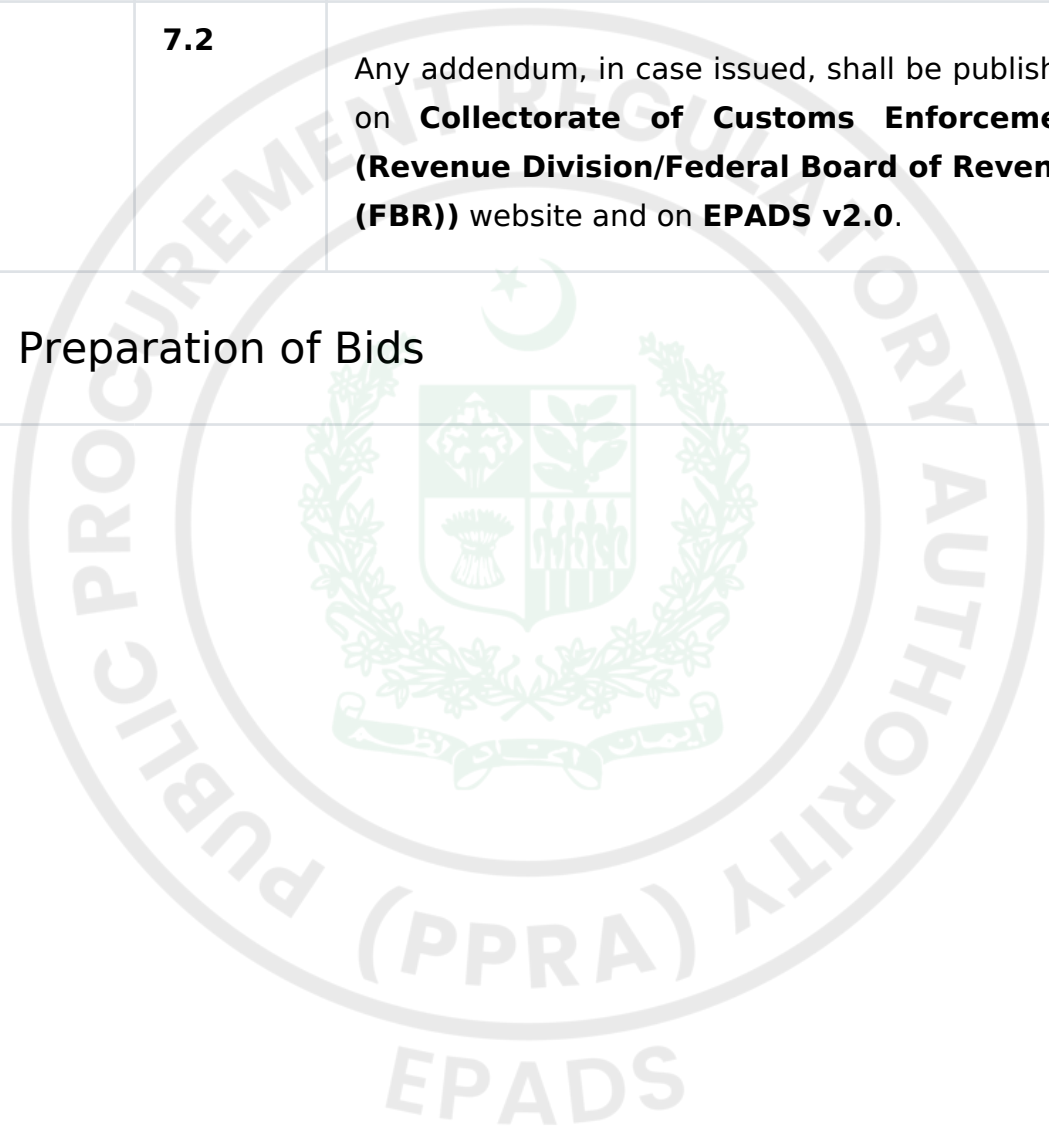 7.2
Any addendum, in case issued, shall be publish
on Collectorate of Customs Enforceme
(Revenue Division/Federal Board of Reven
(FBR)) website and on EPADS v2.0.
Preparation of Bids
PUBLIC PROCUREMENT REGULATORY AUTHORITY
(PPRA)
EPADS